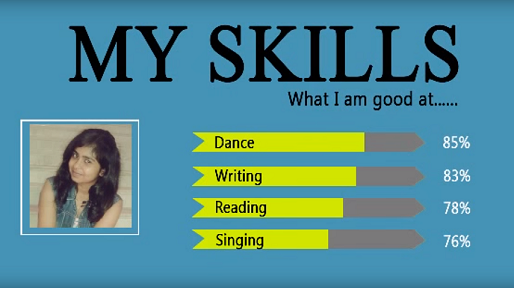 MY SKILLS
What I am good at......
Dance 85%
Writing 83%
Reading 78%
Singing 76%